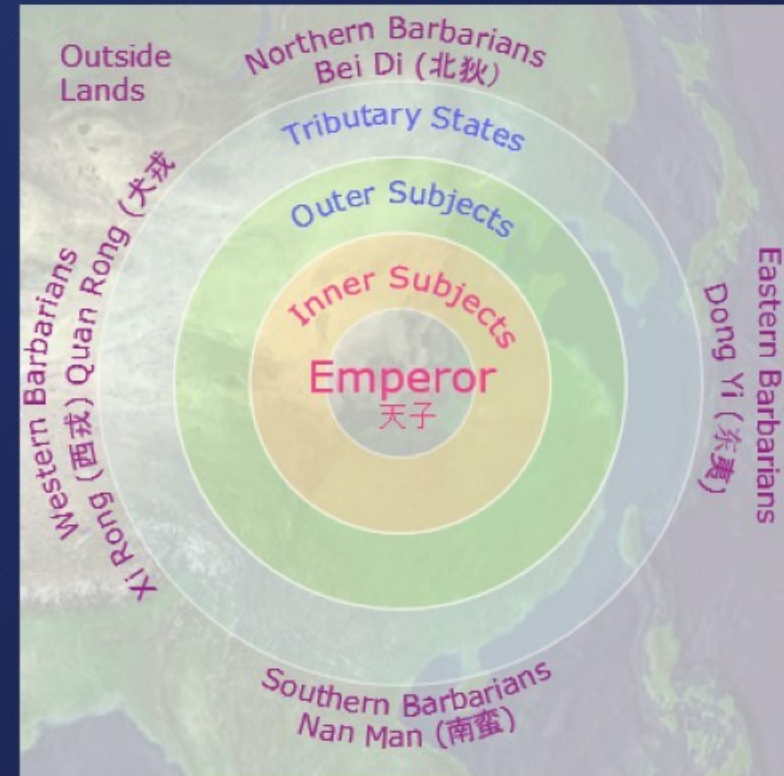 Outside
Lands
Northern Barbarians
Bei Di (北狄)
Tributary States
Outer Subjects
Inner Subjects
Emperor
天子
Western Barbarians
Xi Rong (西戎) Quan Rong (犬戎)
Eastern Barbarians
Dong Yi (东夷)
Southern Barbarians
Nan Man (南蛮)